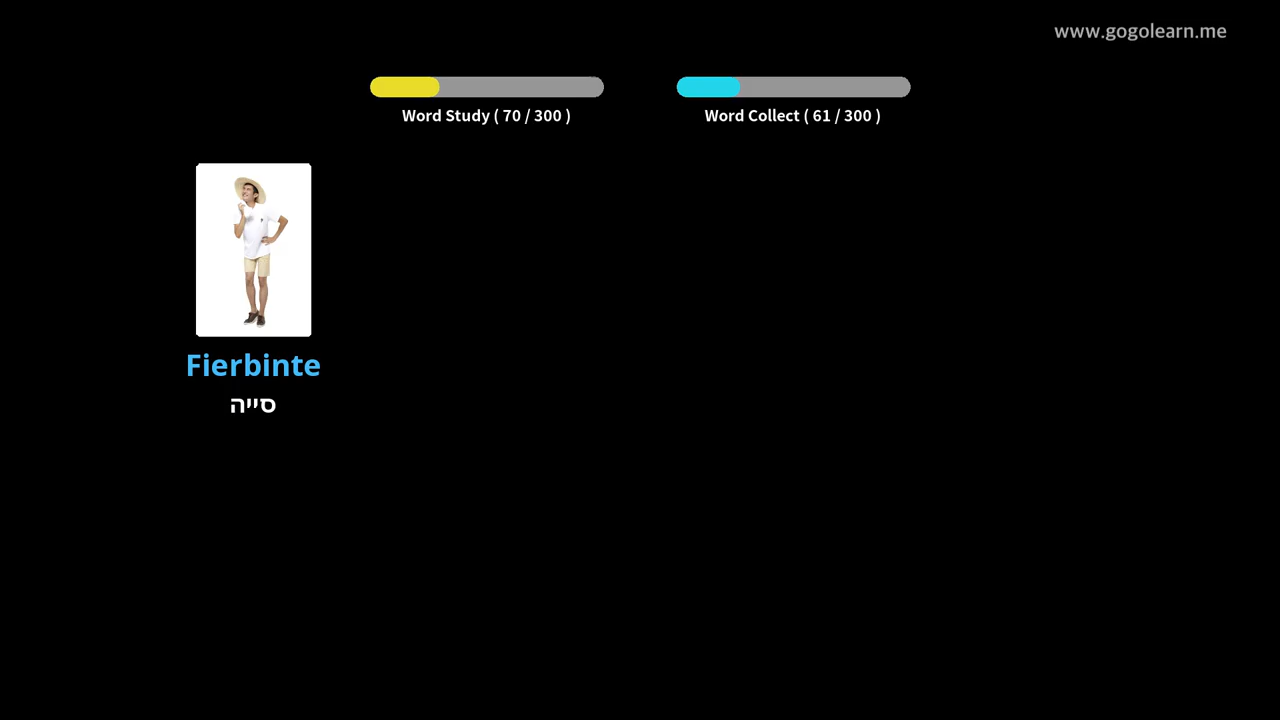 www.gogolearn.me
Word Study ( 70 / 300 )
Word Collect ( 61 / 300 )
Fierbinte
סייה